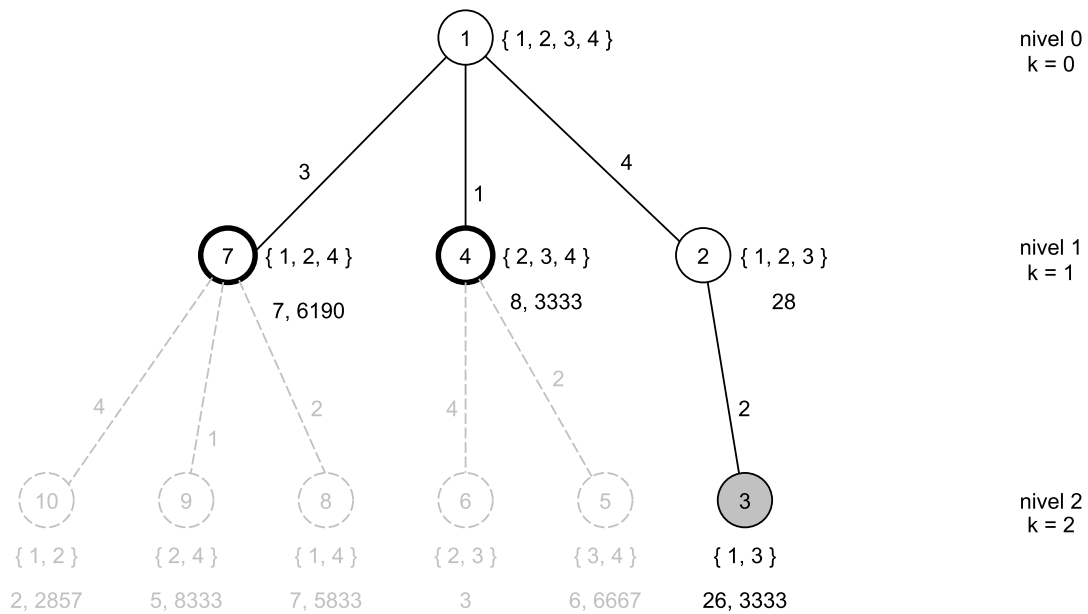 1 { 1, 2, 3, 4 } nivel 0
k = 0
3 1 4
7 { 1, 2, 4 } 4 { 2, 3, 4 } 2 { 1, 2, 3 } nivel 1
k = 1
7, 6190 8, 3333 28
4 1 2 4 2 2
10 9 8 6 5 3 nivel 2
k = 2
{ 1, 2 } { 2, 4 } { 1, 4 } { 2, 3 } { 3, 4 } { 1, 3 }
2, 2857 5, 8333 7, 5833 3 6, 6667 26, 3333